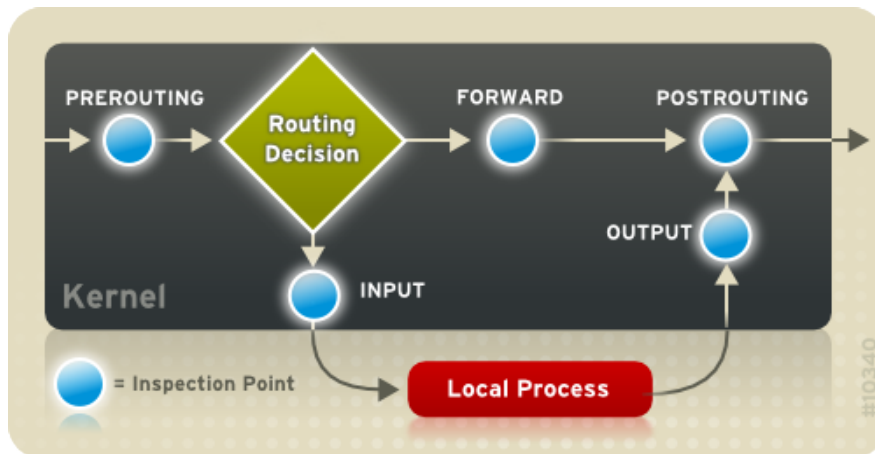 PREROUTING
Routing
Decision
FORWARD
POSTROUTING
OUTPUT
INPUT
Kernel
= Inspection Point
Local Process
#10340